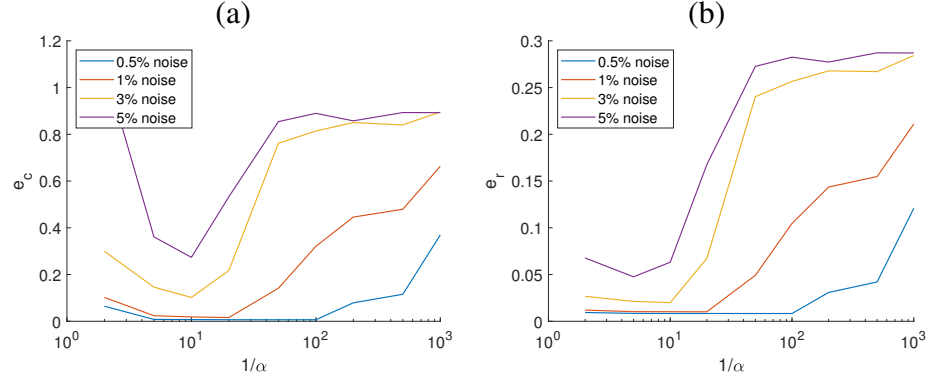 (a)
1.2
1
0.8
0.6
0.4
0.2
0
e_c
0.5% noise
1% noise
3% noise
5% noise
10^0 10^1 10^2 10^3
1/α
(b)
0.3
0.25
0.2
0.15
0.1
0.05
0
e_r
0.5% noise
1% noise
3% noise
5% noise
10^0 10^1 10^2 10^3
1/α